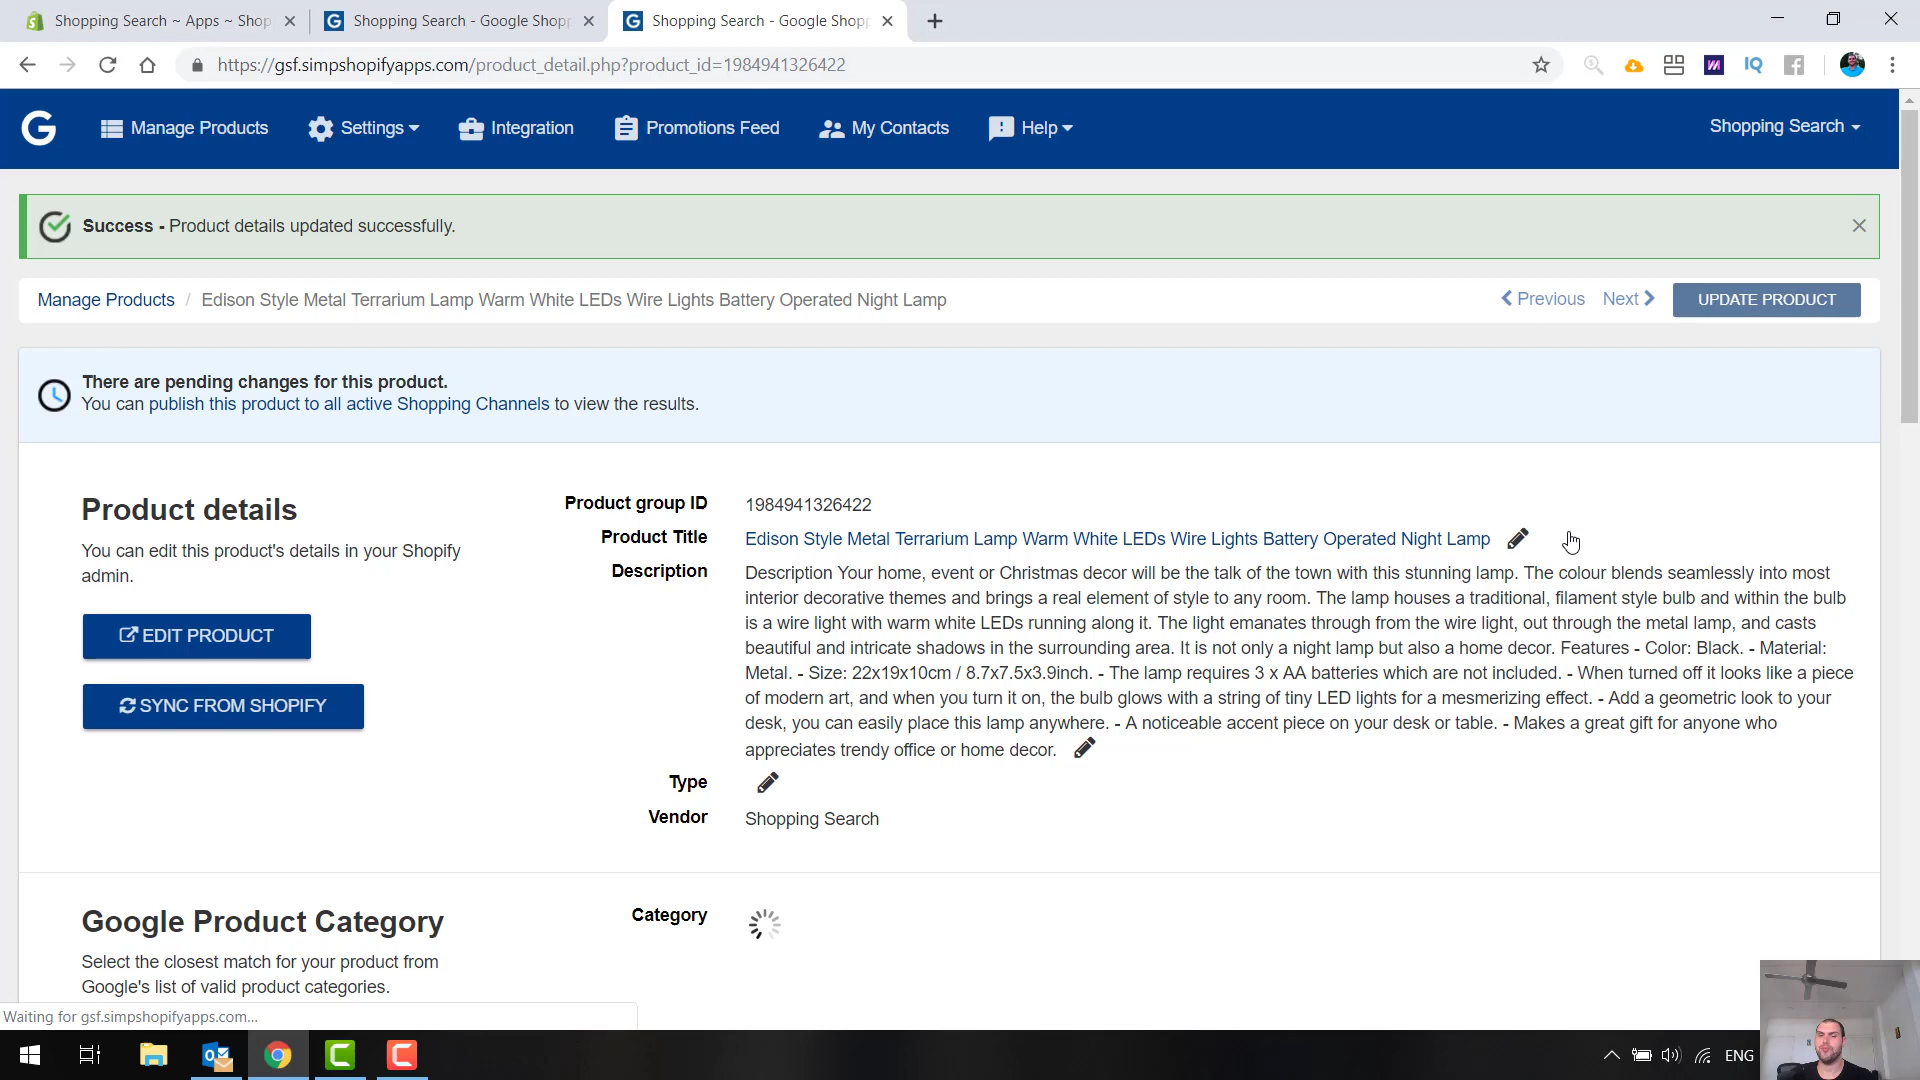 Shopping Search ~ Apps ~ Shop
Shopping Search - Google Shopp
Shopping Search - Google Shopp
https://gsf.simpshopifyapps.com/product_detail.php?product_id=1984941326422
IQ
G
Manage Products
Settings
Integration
Promotions Feed
My Contacts
Help
Shopping Search
Success - Product details updated successfully.
Manage Products / Edison Style Metal Terrarium Lamp Warm White LEDs Wire Lights Battery Operated Night Lamp
Previous
Next
UPDATE PRODUCT
There are pending changes for this product.
You can publish this product to all active Shopping Channels to view the results.
Product details
You can edit this product's details in your Shopify
admin.
EDIT PRODUCT
SYNC FROM SHOPIFY
Product group ID
1984941326422
Product Title
Edison Style Metal Terrarium Lamp Warm White LEDs Wire Lights Battery Operated Night Lamp
Description
Description Your home, event or Christmas decor will be the talk of the town with this stunning lamp. The colour blends seamlessly into most
interior decorative themes and brings a real element of style to any room. The lamp houses a traditional, filament style bulb and within the bulb
is a wire light with warm white LEDs running along it. The light emanates through from the wire light, out through the metal lamp, and casts
beautiful and intricate shadows in the surrounding area. It is not only a night lamp but also a home decor. Features - Color: Black. - Material:
Metal. - Size: 22x19x10cm / 8.7x7.5x3.9inch. - The lamp requires 3 x AA batteries which are not included. - When turned off it looks like a piece
of modern art, and when you turn it on, the bulb glows with a string of tiny LED lights for a mesmerizing effect. - Add a geometric look to your
desk, you can easily place this lamp anywhere. - A noticeable accent piece on your desk or table. - Makes a great gift for anyone who
appreciates trendy office or home decor.
Type
Vendor
Shopping Search
Google Product Category
Select the closest match for your product from
Google's list of valid product categories.
Category
Waiting for gsf.simpshopifyapps.com...
ENG